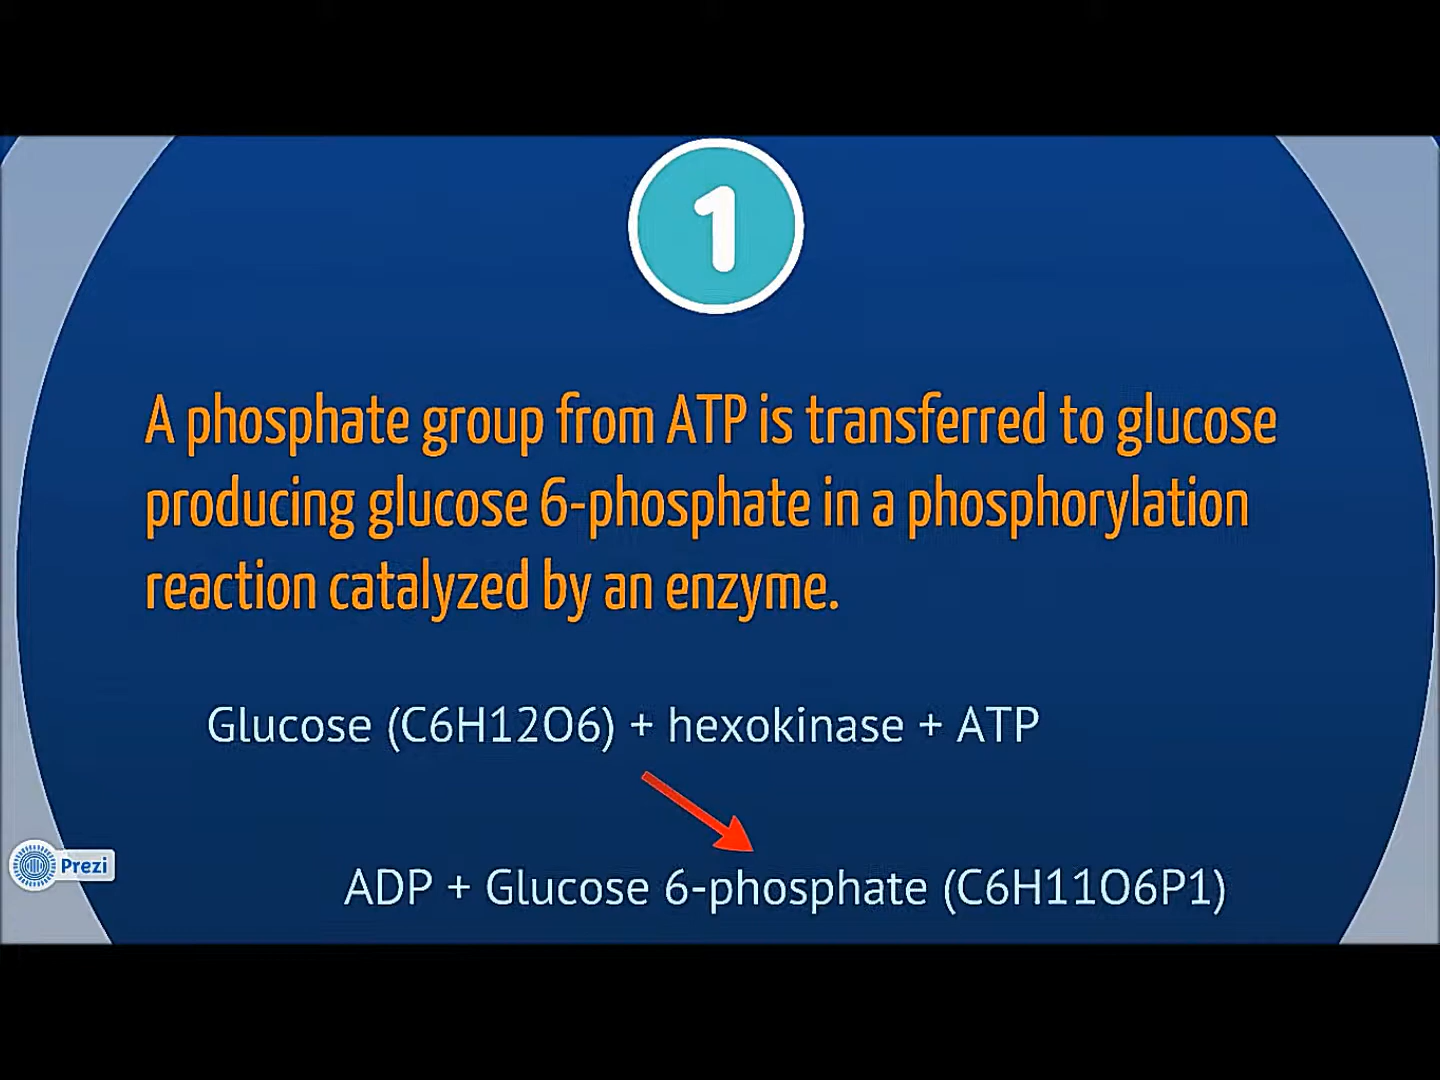 1
A phosphate group from ATP is transferred to glucose
producing glucose 6-phosphate in a phosphorylation
reaction catalyzed by an enzyme.
Glucose (C6H12O6) + hexokinase + ATP
ADP + Glucose 6-phosphate (C6H11O6P1)
Prezi